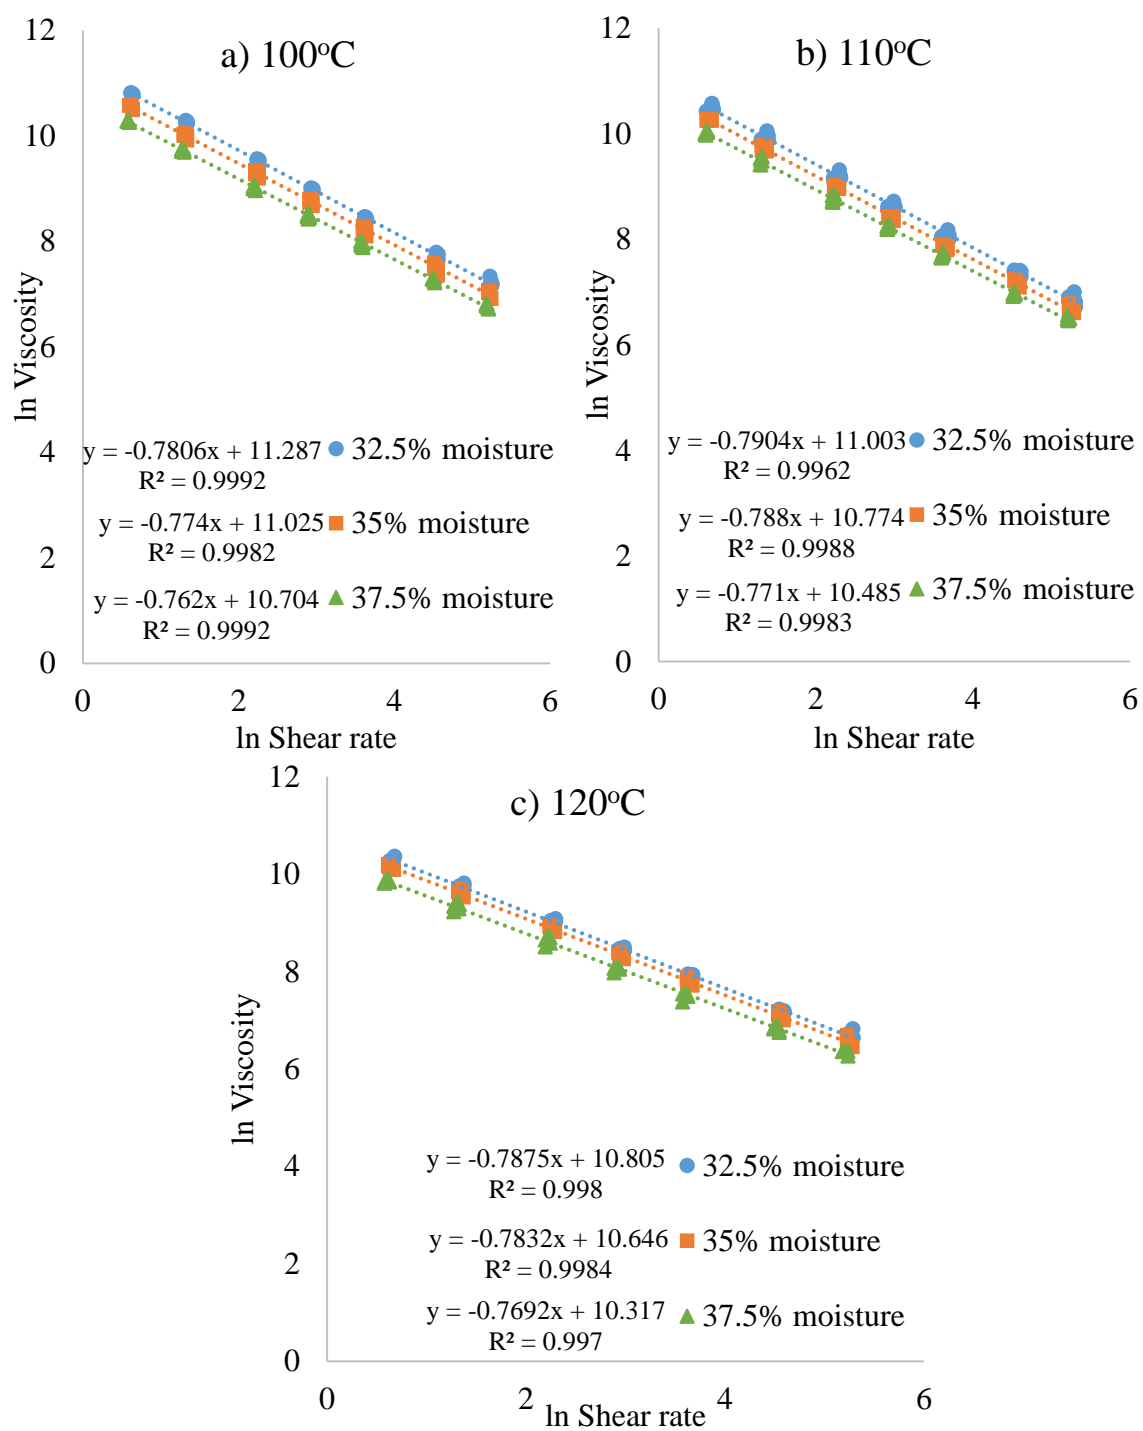 a) 100°C
12
10
8
6
4
2
0
ln Viscosity
y = -0.7806x + 11.287
R² = 0.9992
32.5% moisture
y = -0.774x + 11.025
R² = 0.9982
35% moisture
y = -0.762x + 10.704
R² = 0.9992
37.5% moisture
0 2 4 6
ln Shear rate
b) 110°C
12
10
8
6
4
2
0
ln Viscosity
y = -0.7904x + 11.003
R² = 0.9962
32.5% moisture
y = -0.788x + 10.774
R² = 0.9988
35% moisture
y = -0.771x + 10.485
R² = 0.9983
37.5% moisture
0 2 4 6
ln Shear rate
c) 120°C
12
10
8
6
4
2
0
ln Viscosity
y = -0.7875x + 10.805
R² = 0.998
32.5% moisture
y = -0.7832x + 10.646
R² = 0.9984
35% moisture
y = -0.7692x + 10.317
R² = 0.997
37.5% moisture
0 2 4 6
ln Shear rate